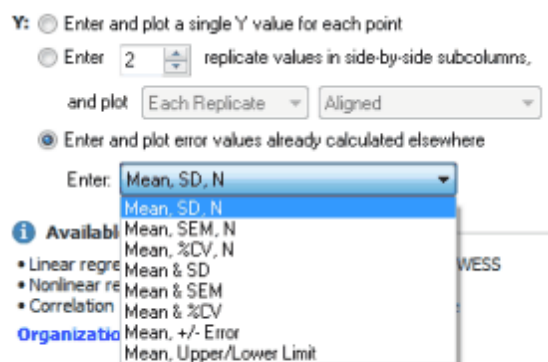 Y: Enter and plot a single Y value for each point
Enter 2 replicate values in side-by-side subcolumns,
and plot Each Replicate Aligned
Enter and plot error values already calculated elsewhere
Enter: Mean, SD, N
Mean, SD, N
Mean, SEM, N
Mean, %CV, N
Mean & SD
Mean & SEM
Mean & %CV
Mean, +/- Error
Mean, Upper/Lower Limit
Availabl
• Linear regre WESS
• Nonlinear re
• Correlation
Organizatio